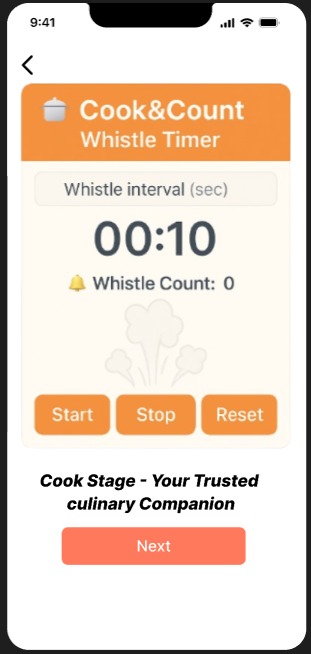 9:41
Cook&Count
Whistle Timer
Whistle interval (sec)
00:10
Whistle Count: 0
Start Stop Reset
Cook Stage - Your Trusted
culinary Companion
Next